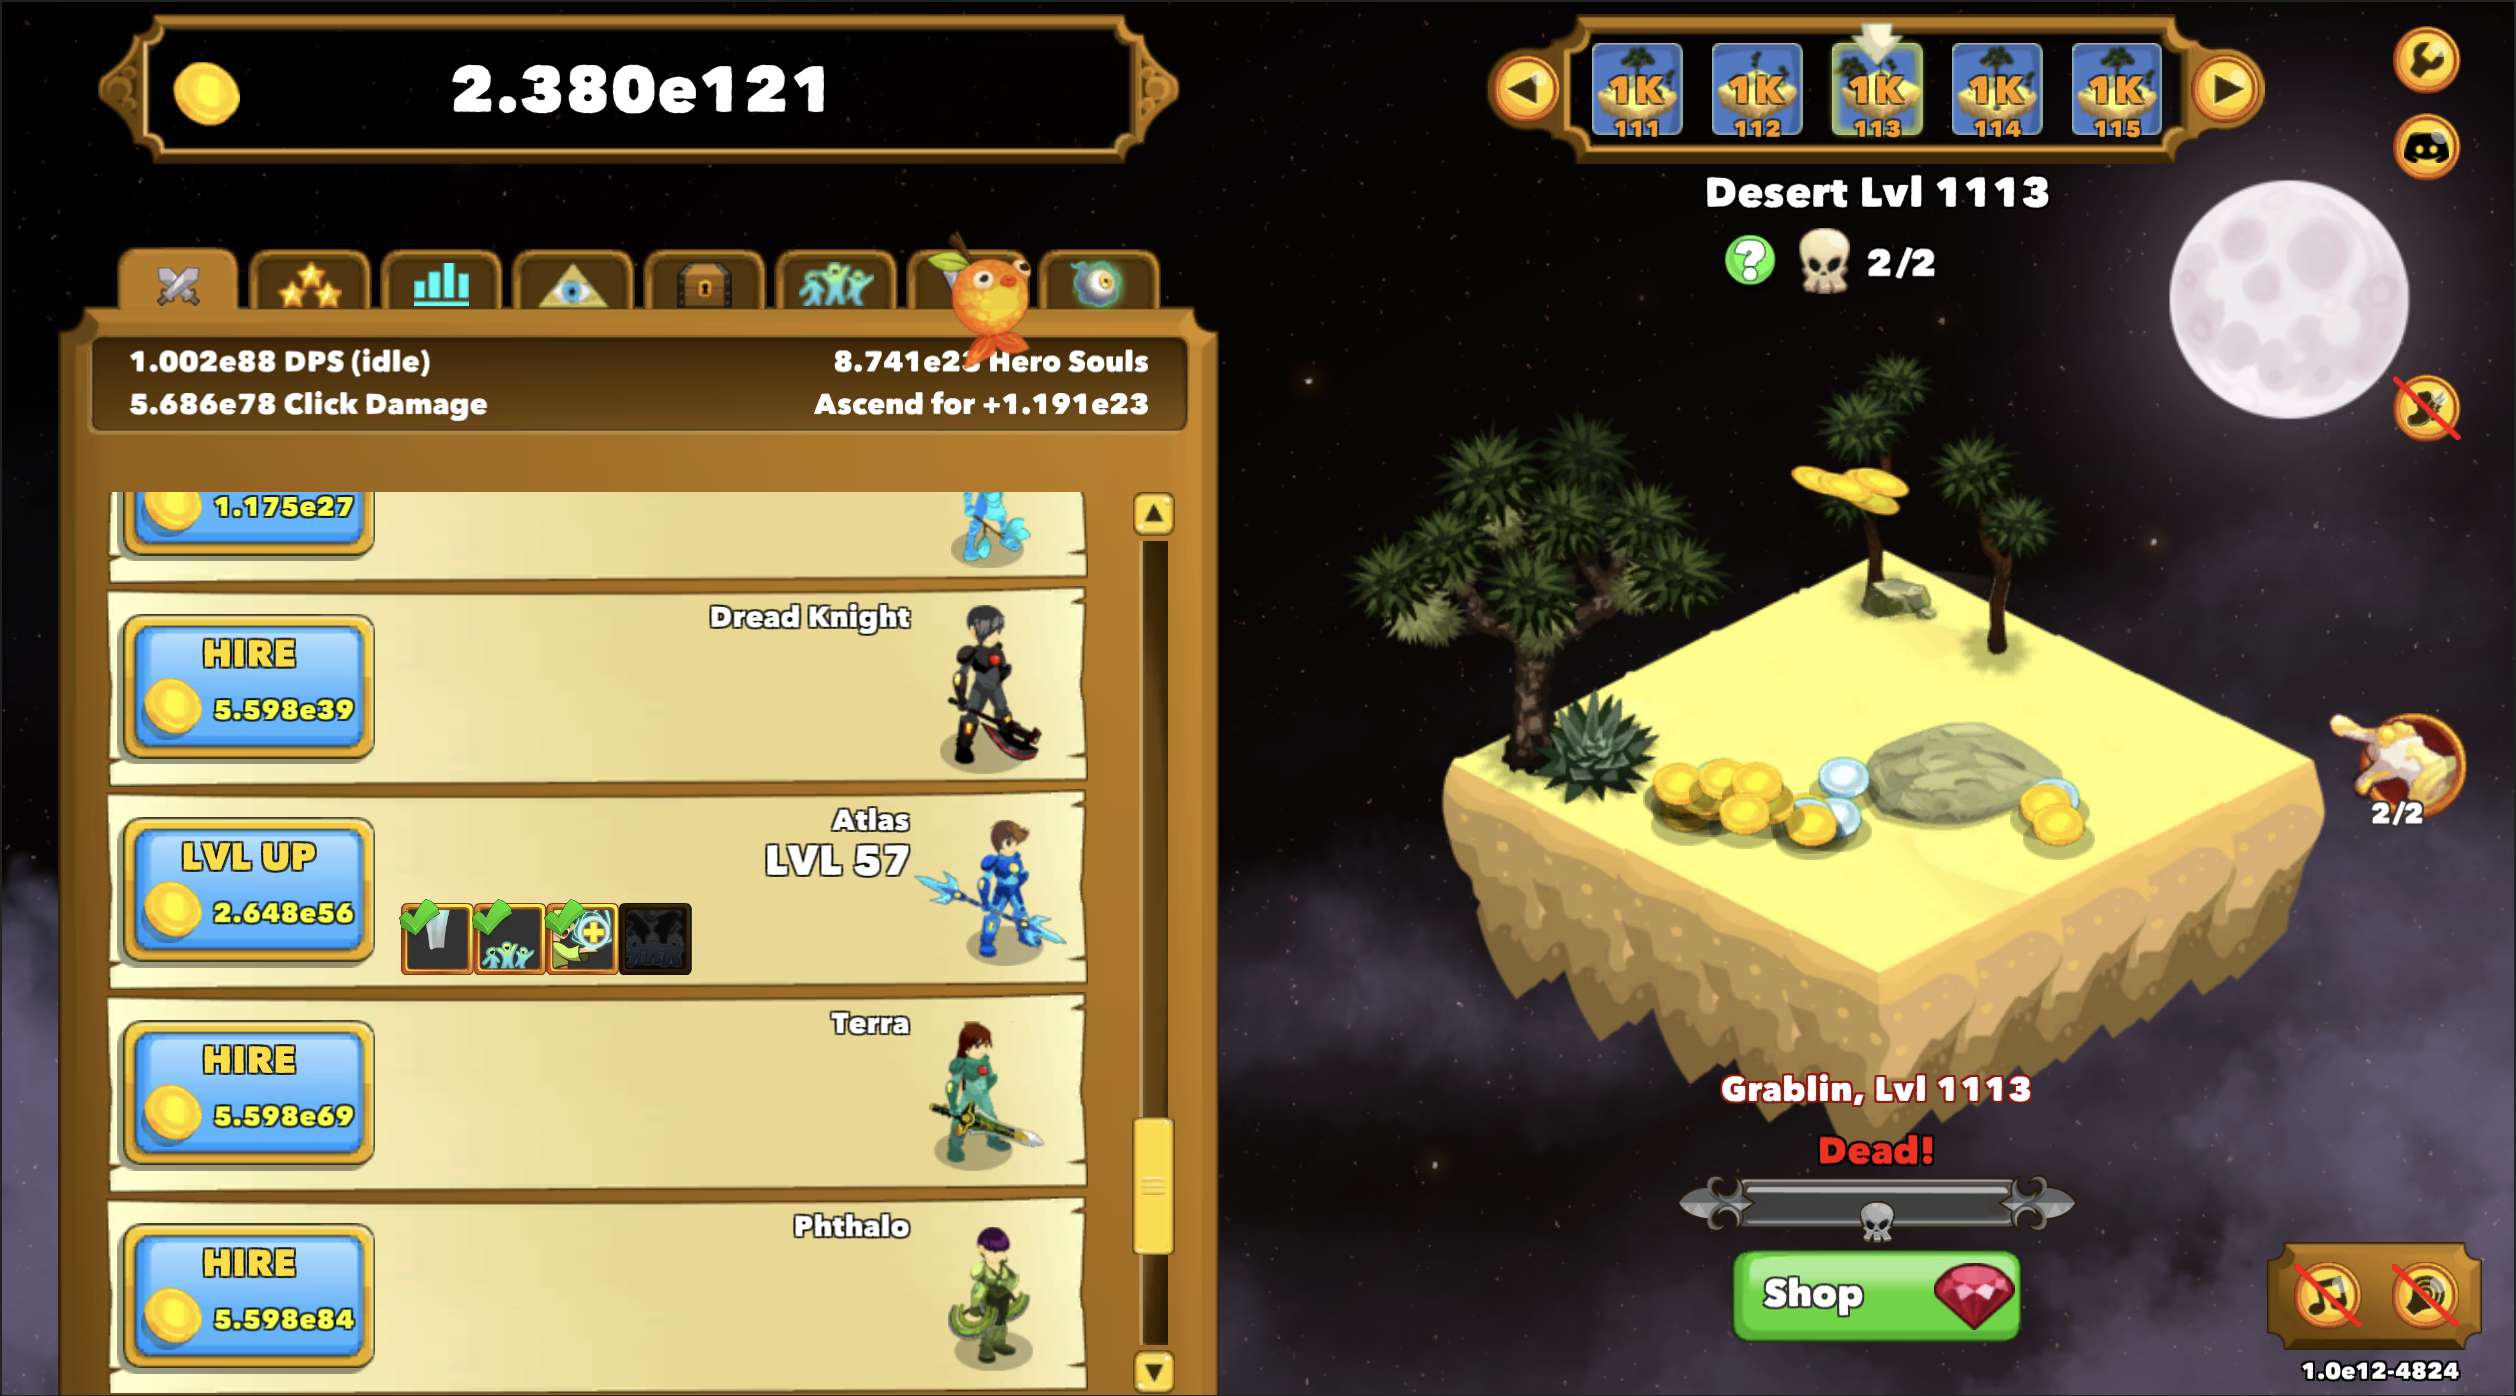 2.380e121
1K 1K 1K 1K 1K
111 112 113 114 115
Desert Lvl 1113
2/2
1.002e88 DPS (idle)
5.686e78 Click Damage
8.741e23 Hero Souls
Ascend for +1.191e23
1.175e27
Dread Knight
HIRE
5.598e39
Atlas
LVL 57
LVL UP
2.648e56
Terra
HIRE
5.598e69
Phthalo
HIRE
5.598e84
2/2
Grablin, Lvl 1113
Dead!
Shop
1.0e12-4824